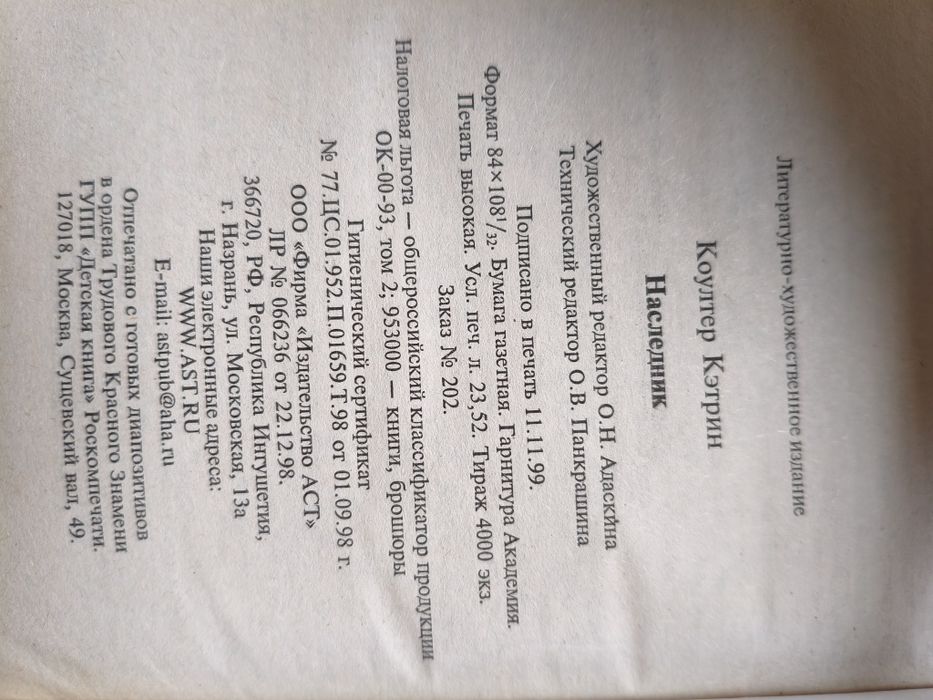 Литературно-художественное издание
Коултер Кэтрин
Наследник
Художественный редактор О.Н. Адаскина
Технический редактор О.В. Панкрашина
Подписано в печать 11.11.99.
Формат 84×108¹/₃₂. Бумага газетная. Гарнитура Академия.
Печать высокая. Усл. печ. л. 23,52. Тираж 4000 экз.
Заказ № 202.
Налоговая льгота — общероссийский классификатор продукции
ОК-00-93, том 2; 953000 — книги, брошюры
Гигиенический сертификат
№ 77.ЦС.01.952.П.01659.Т.98 от 01.09.98 г.
ООО «Фирма «Издательство АСТ»
ЛР № 066236 от 22.12.98.
366720, РФ, Республика Ингушетия,
г. Назрань, ул. Московская, 13а
Наши электронные адреса:
WWW.AST.RU
E-mail: astpub@aha.ru
Отпечатано с готовых диапозитивов
в ордена Трудового Красного Знамени
ГУПП «Детская книга» Роскомпечати.
127018, Москва, Сущевский вал, 49.